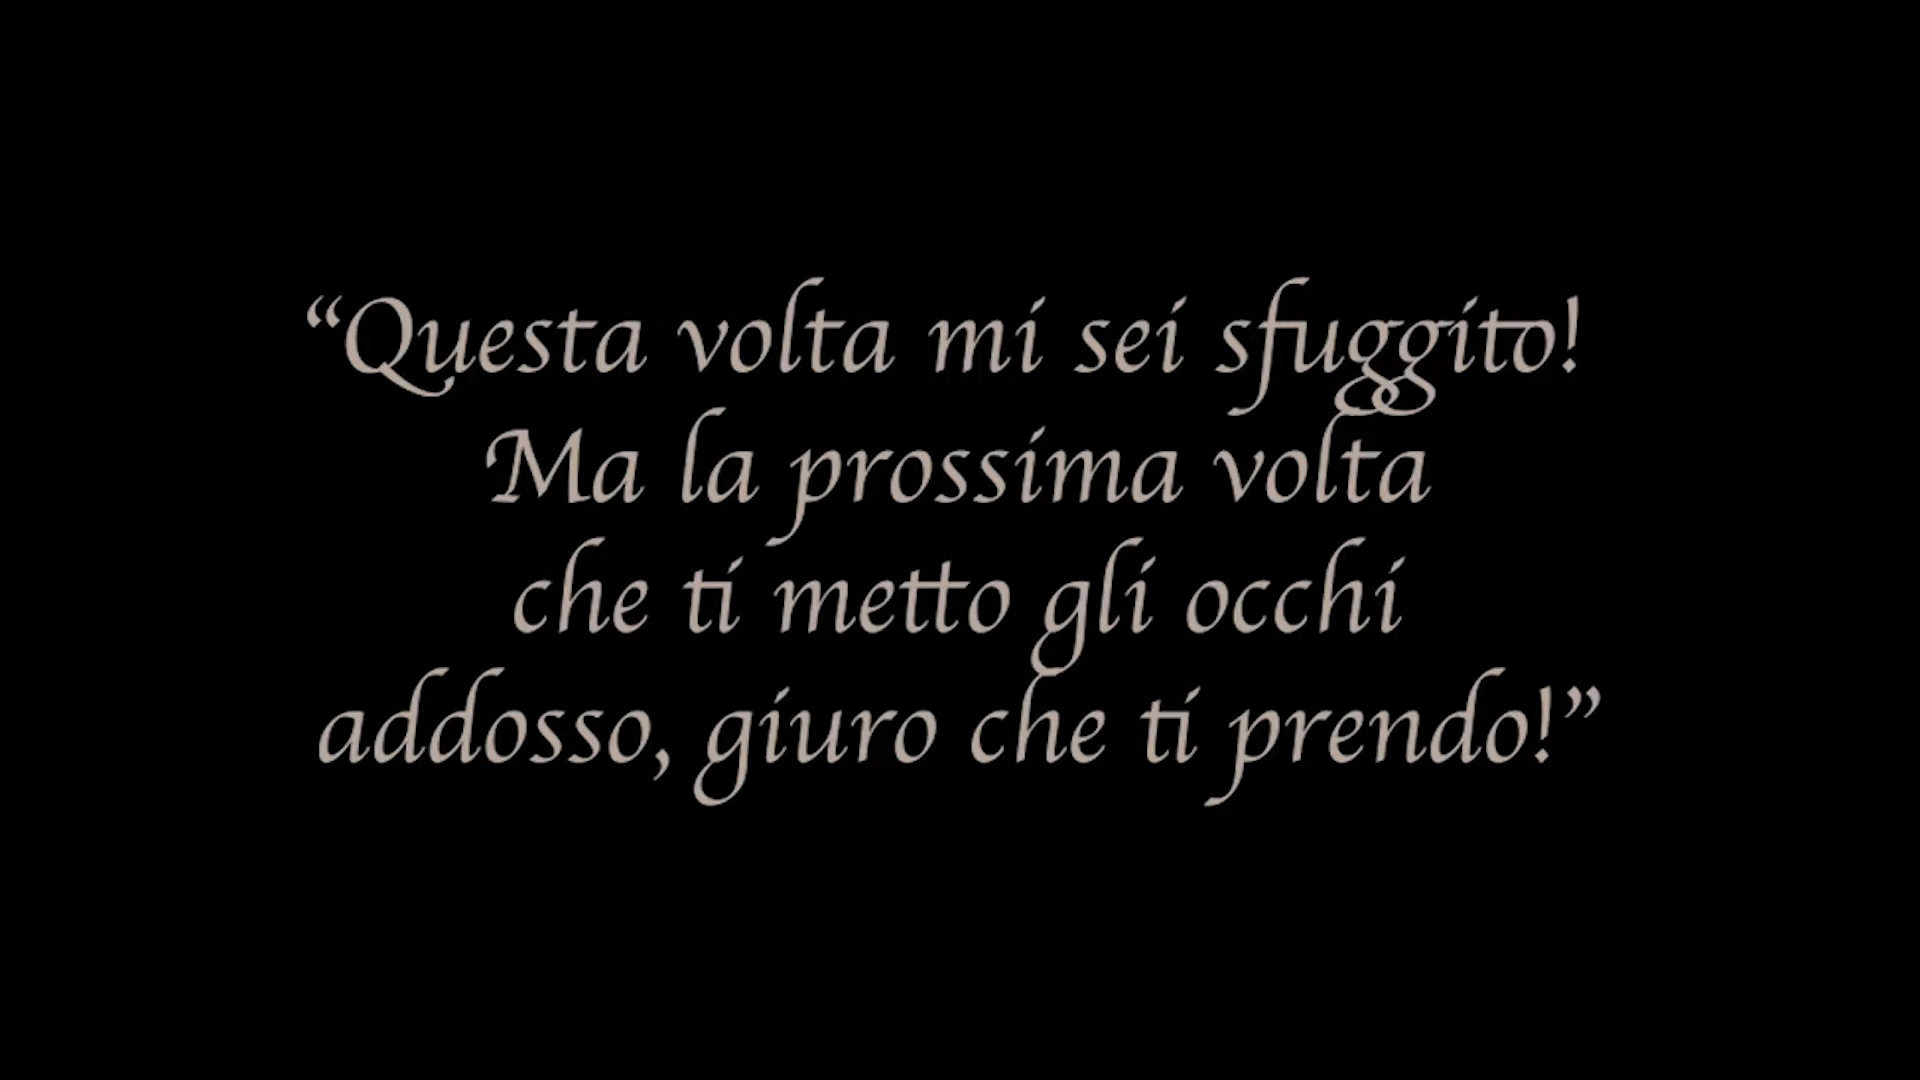 “Questa volta mi sei sfuggito!
Ma la prossima volta
che ti metto gli occhi
addosso, giuro che ti prendo!”